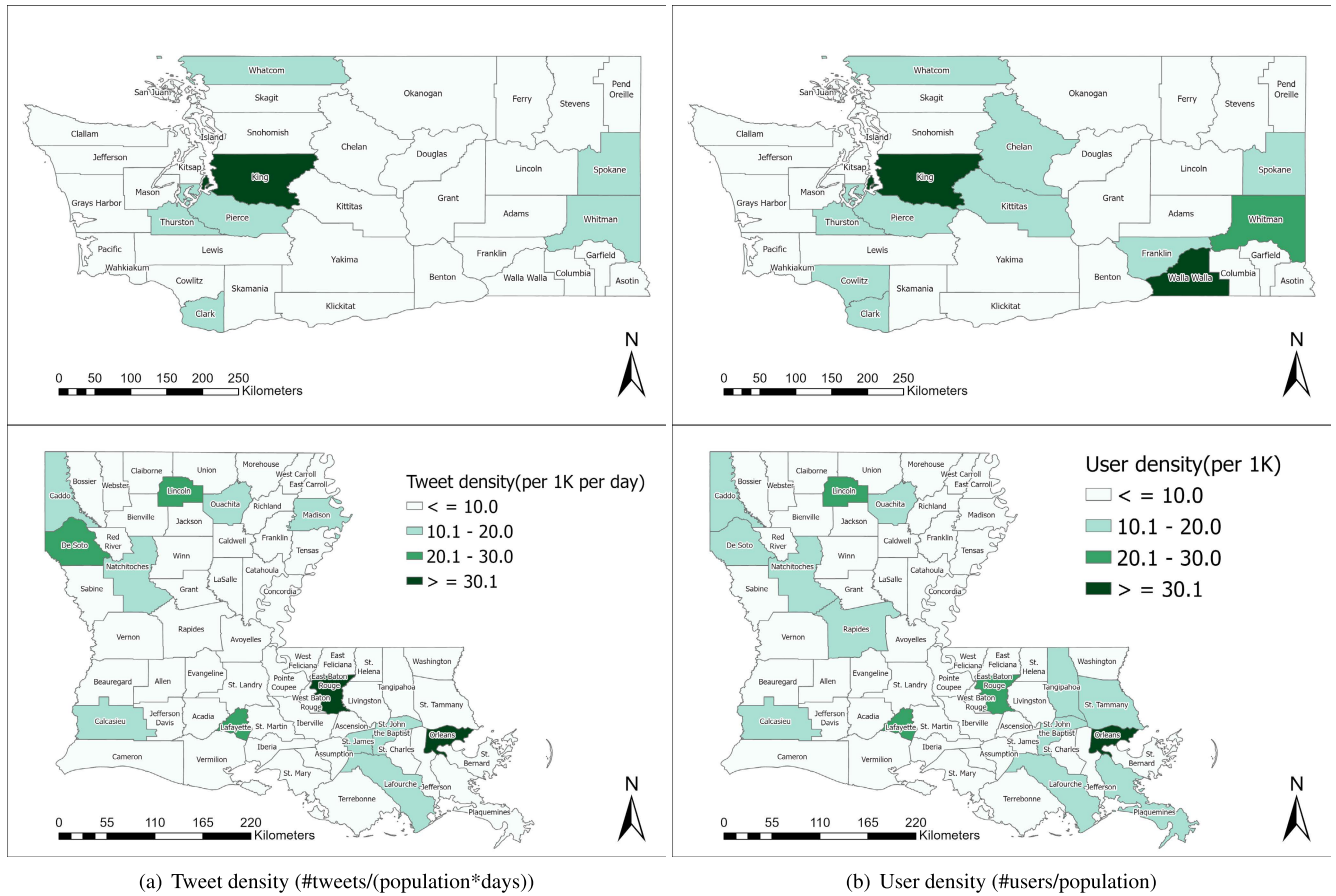 Whatcom
San Juan
Skagit
Okanogan
Ferry
Stevens
Pend
Oreille
Island
Clallam
Snohomish
Chelan
Jefferson
Douglas
Kitsap
King
Lincoln
Spokane
Mason
Grays Harbor
Grant
Kittitas
Thurston
Pierce
Adams
Whitman
Pacific
Lewis
Wahkiakum
Yakima
Franklin
Garfield
Cowlitz
Skamania
Benton
Walla Walla
Columbia
Asotin
Clark
Klickitat
N
0 50 100 150 200 250
Kilometers
Whatcom
San Juan
Skagit
Okanogan
Ferry
Stevens
Pend
Oreille
Island
Clallam
Snohomish
Chelan
Jefferson
Douglas
Kitsap
King
Lincoln
Spokane
Mason
Grays Harbor
Grant
Kittitas
Thurston
Pierce
Adams
Whitman
Pacific
Lewis
Wahkiakum
Yakima
Franklin
Garfield
Cowlitz
Skamania
Benton
Walla Walla
Columbia
Asotin
Clark
Klickitat
N
0 50 100 150 200 250
Kilometers
Caddo
Bossier
Webster
Claiborne
Union
Morehouse
West Carroll
East Carroll
Lincoln
Ouachita
Richland
Madison
Bienville
Jackson
De Soto
Red
River
Caldwell
Franklin
Tensas
Natchitoches
Winn
Catahoula
Sabine
Grant
LaSalle
Concordia
Vernon
Rapides
Avoyelles
West
Feliciana
East
Feliciana
St.
Helena
Washington
Beauregard
Allen
Evangeline
St. Landry
Pointe
Coupee
East Baton
Rouge
Tangipahoa
West Baton
Rouge
Livingston
St. Tammany
Calcasieu
Jefferson
Davis
Acadia
Lafayette
St. Martin
Iberville
Ascension
St. John
the Baptist
Orleans
St. James
Cameron
Vermilion
Iberia
Assumption
St. Charles
St.
Bernard
St. Mary
Lafourche
Jefferson
Terrebonne
Plaquemines
Tweet density(per 1K per day)
< = 10.0
10.1 - 20.0
20.1 - 30.0
> = 30.1
N
0 55 110 165 220
Kilometers
Caddo
Bossier
Webster
Claiborne
Union
Morehouse
West Carroll
East Carroll
Lincoln
Ouachita
Richland
Madison
Bienville
Jackson
De Soto
Red
River
Caldwell
Franklin
Tensas
Natchitoches
Winn
Catahoula
Sabine
Grant
LaSalle
Concordia
Vernon
Rapides
Avoyelles
West
Feliciana
East
Feliciana
St.
Helena
Washington
Beauregard
Allen
Evangeline
St. Landry
Pointe
Coupee
East Baton
Rouge
Tangipahoa
West Baton
Rouge
Livingston
St. Tammany
Calcasieu
Jefferson
Davis
Acadia
Lafayette
St. Martin
Iberville
Ascension
St. John
the Baptist
Orleans
St. James
Cameron
Vermilion
Iberia
Assumption
St. Charles
St.
Bernard
St. Mary
Lafourche
Jefferson
Terrebonne
Plaquemines
User density(per 1K)
< = 10.0
10.1 - 20.0
20.1 - 30.0
> = 30.1
N
0 55 110 165 220
Kilometers
(a) Tweet density (#tweets/(population*days))
(b) User density (#users/population)